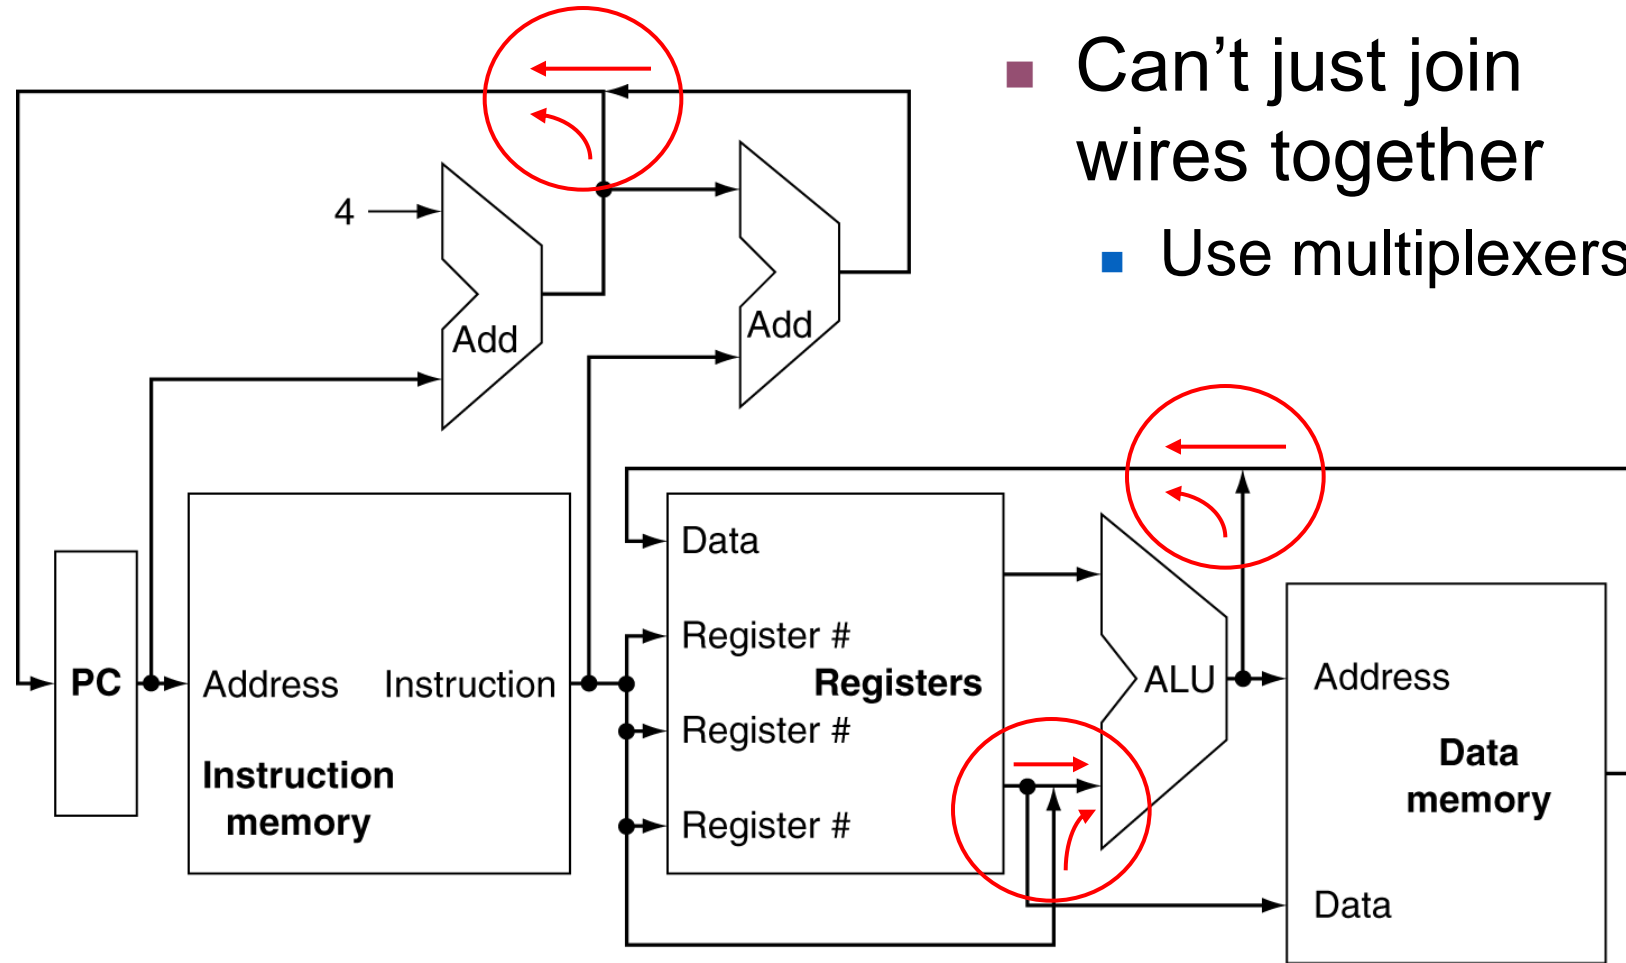 Can't just join
wires together
Use multiplexers
4
Add
Add
Data
Register #
PC
Address
Instruction
Registers
ALU
Address
Register #
Instruction
memory
Data
memory
Register #
Data